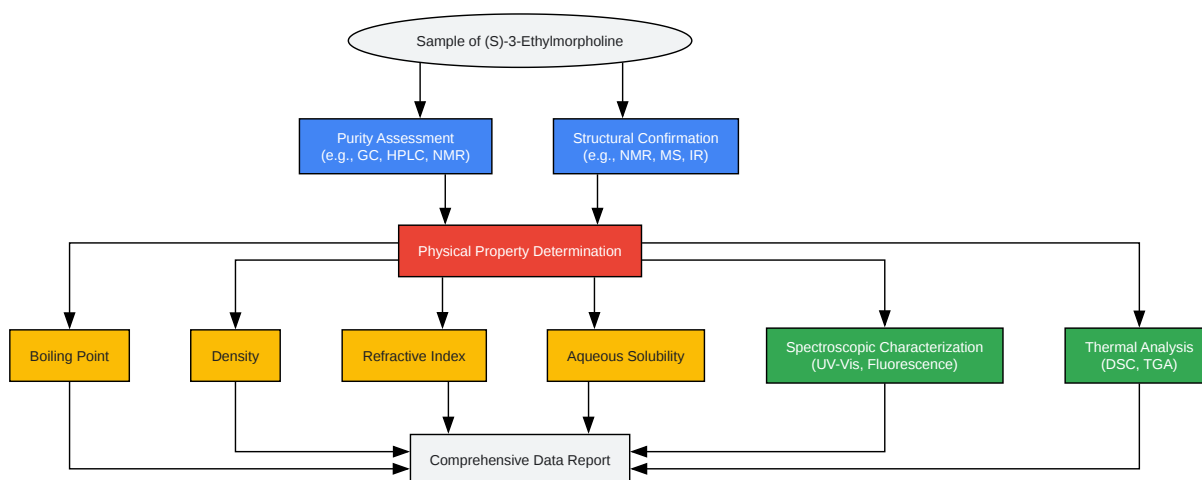 Sample of (S)-3-Ethylmorpholine
Purity Assessment
(e.g., GC, HPLC, NMR)
Structural Confirmation
(e.g., NMR, MS, IR)
Physical Property Determination
Boiling Point
Density
Refractive Index
Aqueous Solubility
Spectroscopic Characterization
(UV-Vis, Fluorescence)
Thermal Analysis
(DSC, TGA)
Comprehensive Data Report